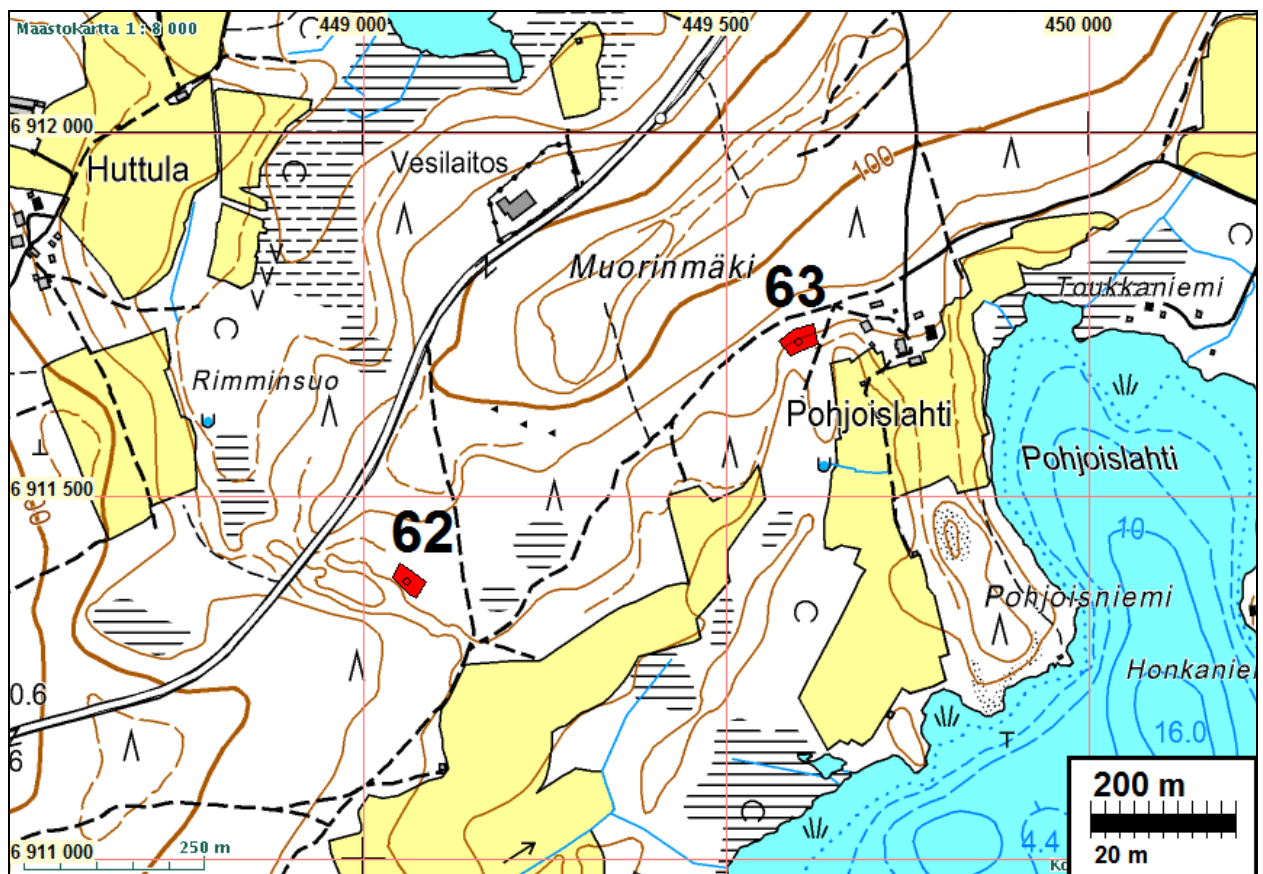 Maastokartta 1 : 8 000
449 000
449 500
450 000
6 912 000
Huttula
Vesilaitos
100
Muorinmäki
63
Toukkaniemi
Rimminsuo
Pohjoislahti
Pohjoislahti
6 911 500
62
10
Pohjoisniemi
Honkanie
0.6
6
16.0
200 m
20 m
4.4
6 911 000
250 m